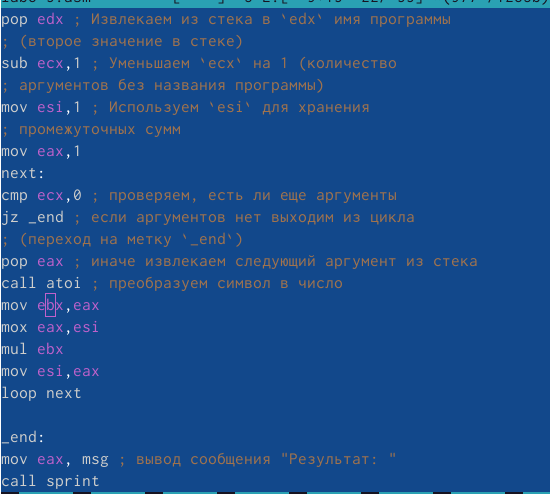 pop edx ; Извлекаем из стека в `edx` имя программы
; (второе значение в стеке)
sub ecx,1 ; Уменьшаем `ecx` на 1 (количество
; аргументов без названия программы)
mov esi,1 ; Используем `esi` для хранения
; промежуточных сумм
mov eax,1
next:
cmp ecx,0 ; проверяем, есть ли еще аргументы
jz _end ; если аргументов нет выходим из цикла
; (переход на метку `_end`)
pop eax ; иначе извлекаем следующий аргумент из стека
call atoi ; преобразуем символ в число
mov ebx,eax
mox eax,esi
mul ebx
mov esi,eax
loop next
_end:
mov eax, msg ; вывод сообщения "Результат: "
call sprint